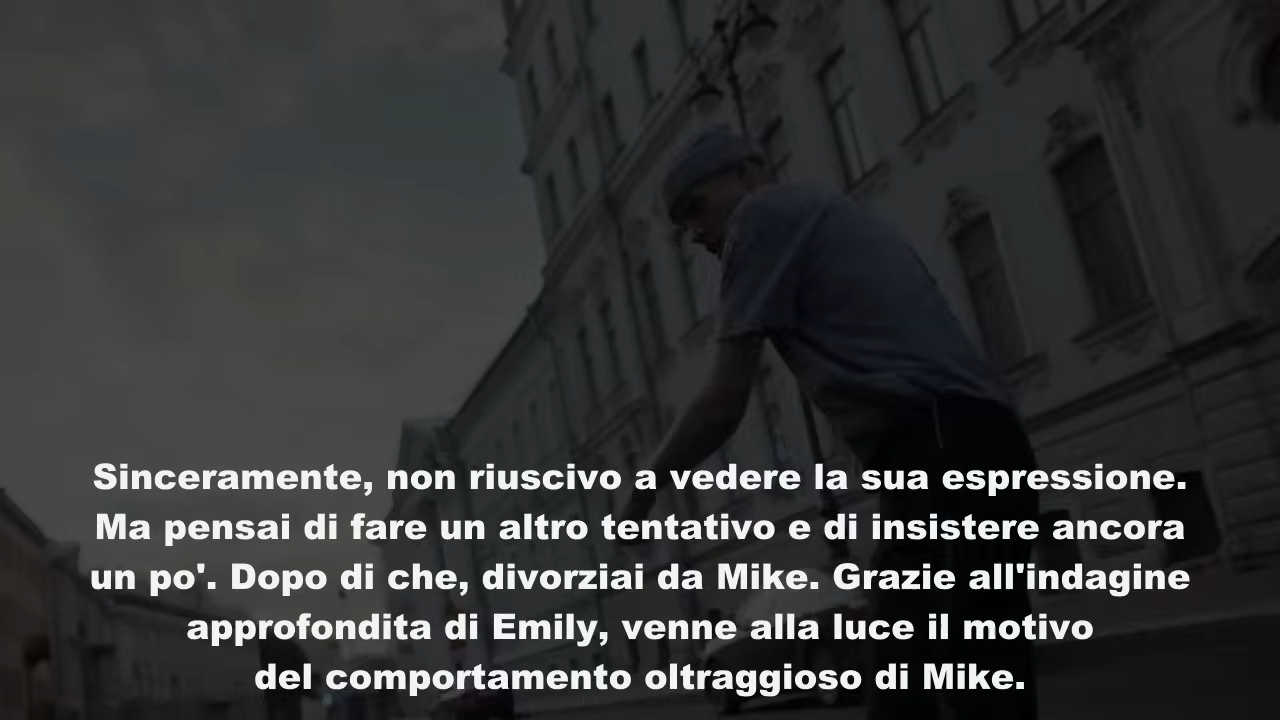 Sinceramente, non riuscivo a vedere la sua espressione.
Ma pensai di fare un altro tentativo e di insistere ancora
un po'. Dopo di che, divorziai da Mike. Grazie all'indagine
approfondita di Emily, venne alla luce il motivo
del comportamento oltraggioso di Mike.